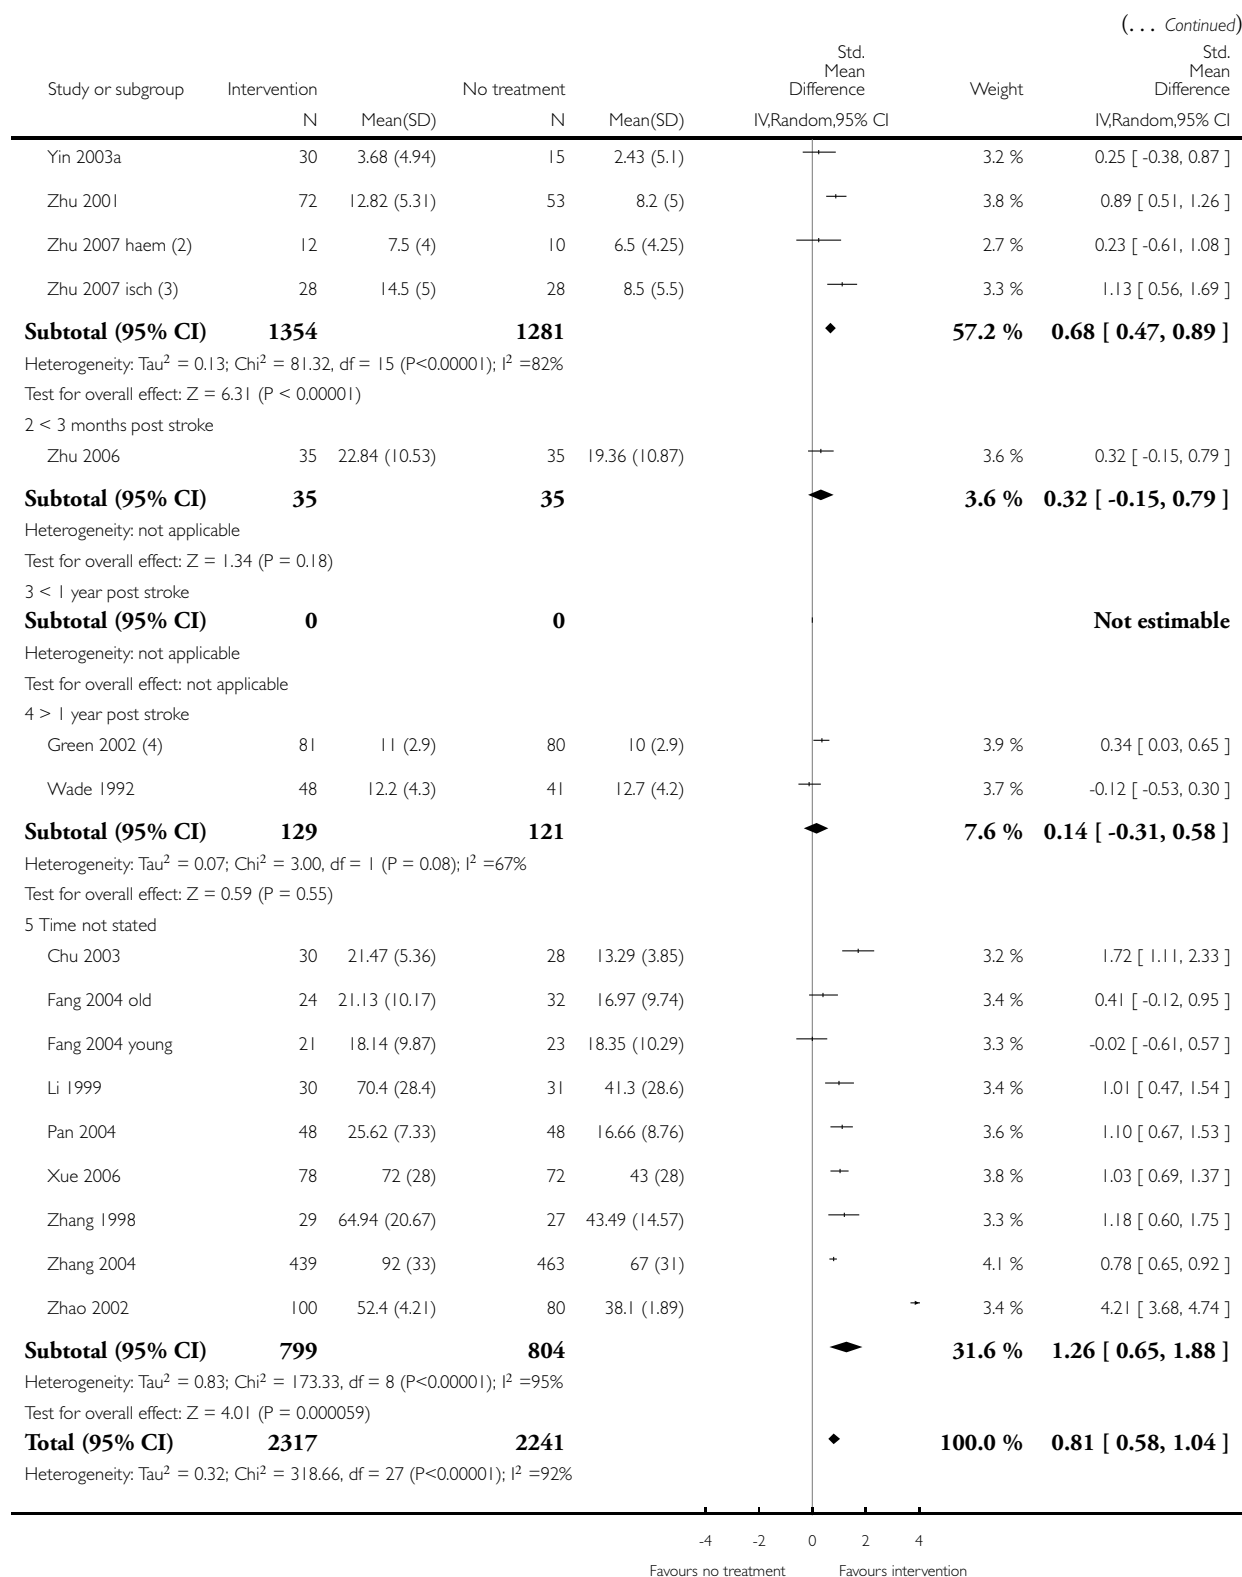 (... Continued)
Study or subgroup Intervention No treatment Std. Mean Difference Weight Std. Mean Difference
N Mean(SD) N Mean(SD) IV,Random,95% CI IV,Random,95% CI
Yin 2003a 30 3.68 (4.94) 15 2.43 (5.1) 3.2 % 0.25 [ -0.38, 0.87 ]
Zhu 2001 72 12.82 (5.31) 53 8.2 (5) 3.8 % 0.89 [ 0.51, 1.26 ]
Zhu 2007 haem (2) 12 7.5 (4) 10 6.5 (4.25) 2.7 % 0.23 [ -0.61, 1.08 ]
Zhu 2007 isch (3) 28 14.5 (5) 28 8.5 (5.5) 3.3 % 1.13 [ 0.56, 1.69 ]
Subtotal (95% CI) 1354 1281 57.2 % 0.68 [ 0.47, 0.89 ]
Heterogeneity: Tau² = 0.13; Chi² = 81.32, df = 15 (P<0.00001); I² =82%
Test for overall effect: Z = 6.31 (P < 0.00001)
2 < 3 months post stroke
Zhu 2006 35 22.84 (10.53) 35 19.36 (10.87) 3.6 % 0.32 [ -0.15, 0.79 ]
Subtotal (95% CI) 35 35 3.6 % 0.32 [ -0.15, 0.79 ]
Heterogeneity: not applicable
Test for overall effect: Z = 1.34 (P = 0.18)
3 < 1 year post stroke
Subtotal (95% CI) 0 0 Not estimable
Heterogeneity: not applicable
Test for overall effect: not applicable
4 > 1 year post stroke
Green 2002 (4) 81 11 (2.9) 80 10 (2.9) 3.9 % 0.34 [ 0.03, 0.65 ]
Wade 1992 48 12.2 (4.3) 41 12.7 (4.2) 3.7 % -0.12 [ -0.53, 0.30 ]
Subtotal (95% CI) 129 121 7.6 % 0.14 [ -0.31, 0.58 ]
Heterogeneity: Tau² = 0.07; Chi² = 3.00, df = 1 (P = 0.08); I² =67%
Test for overall effect: Z = 0.59 (P = 0.55)
5 Time not stated
Chu 2003 30 21.47 (5.36) 28 13.29 (3.85) 3.2 % 1.72 [ 1.11, 2.33 ]
Fang 2004 old 24 21.13 (10.17) 32 16.97 (9.74) 3.4 % 0.41 [ -0.12, 0.95 ]
Fang 2004 young 21 18.14 (9.87) 23 18.35 (10.29) 3.3 % -0.02 [ -0.61, 0.57 ]
Li 1999 30 70.4 (28.4) 31 41.3 (28.6) 3.4 % 1.01 [ 0.47, 1.54 ]
Pan 2004 48 25.62 (7.33) 48 16.66 (8.76) 3.6 % 1.10 [ 0.67, 1.53 ]
Xue 2006 78 72 (28) 72 43 (28) 3.8 % 1.03 [ 0.69, 1.37 ]
Zhang 1998 29 64.94 (20.67) 27 43.49 (14.57) 3.3 % 1.18 [ 0.60, 1.75 ]
Zhang 2004 439 92 (33) 463 67 (31) 4.1 % 0.78 [ 0.65, 0.92 ]
Zhao 2002 100 52.4 (4.21) 80 38.1 (1.89) 3.4 % 4.21 [ 3.68, 4.74 ]
Subtotal (95% CI) 799 804 31.6 % 1.26 [ 0.65, 1.88 ]
Heterogeneity: Tau² = 0.83; Chi² = 173.33, df = 8 (P<0.00001); I² =95%
Test for overall effect: Z = 4.01 (P = 0.000059)
Total (95% CI) 2317 2241 100.0 % 0.81 [ 0.58, 1.04 ]
Heterogeneity: Tau² = 0.32; Chi² = 318.66, df = 27 (P<0.00001); I² =92%
-4 -2 0 2 4
Favours no treatment Favours intervention